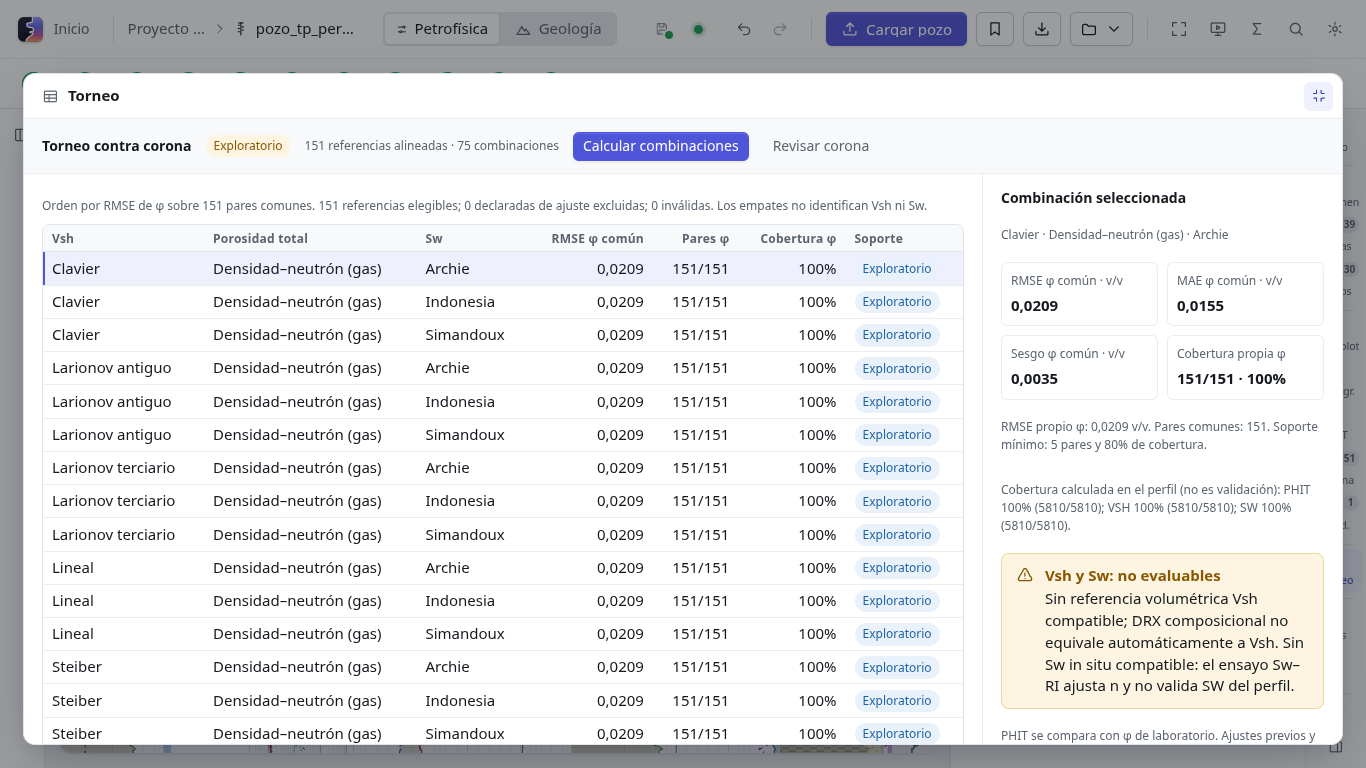 Inicio
Proyecto ...
pozo_tp_per...
Petrofísica
Geología
Cargar pozo
Torneo
Torneo contra corona
Exploratorio
151 referencias alineadas · 75 combinaciones
Calcular combinaciones
Revisar corona
Orden por RMSE de φ sobre 151 pares comunes. 151 referencias elegibles; 0 declaradas de ajuste excluidas; 0 inválidas. Los empates no identifican Vsh ni Sw.
Vsh Porosidad total Sw RMSE φ común Pares φ Cobertura φ Soporte
Clavier Densidad–neutrón (gas) Archie 0,0209 151/151 100% Exploratorio
Clavier Densidad–neutrón (gas) Indonesia 0,0209 151/151 100% Exploratorio
Clavier Densidad–neutrón (gas) Simandoux 0,0209 151/151 100% Exploratorio
Larionov antiguo Densidad–neutrón (gas) Archie 0,0209 151/151 100% Exploratorio
Larionov antiguo Densidad–neutrón (gas) Indonesia 0,0209 151/151 100% Exploratorio
Larionov antiguo Densidad–neutrón (gas) Simandoux 0,0209 151/151 100% Exploratorio
Larionov terciario Densidad–neutrón (gas) Archie 0,0209 151/151 100% Exploratorio
Larionov terciario Densidad–neutrón (gas) Indonesia 0,0209 151/151 100% Exploratorio
Larionov terciario Densidad–neutrón (gas) Simandoux 0,0209 151/151 100% Exploratorio
Lineal Densidad–neutrón (gas) Archie 0,0209 151/151 100% Exploratorio
Lineal Densidad–neutrón (gas) Indonesia 0,0209 151/151 100% Exploratorio
Lineal Densidad–neutrón (gas) Simandoux 0,0209 151/151 100% Exploratorio
Steiber Densidad–neutrón (gas) Archie 0,0209 151/151 100% Exploratorio
Steiber Densidad–neutrón (gas) Indonesia 0,0209 151/151 100% Exploratorio
Steiber Densidad–neutrón (gas) Simandoux 0,0209 151/151 100% Exploratorio
Combinación seleccionada
Clavier · Densidad–neutrón (gas) · Archie
RMSE φ común · v/v
0,0209
MAE φ común · v/v
0,0155
Sesgo φ común · v/v
0,0035
Cobertura propia φ
151/151 · 100%
RMSE propio φ: 0,0209 v/v. Pares comunes: 151. Soporte
mínimo: 5 pares y 80% de cobertura.
Cobertura calculada en el perfil (no es validación): PHIT
100% (5810/5810); VSH 100% (5810/5810); SW 100%
(5810/5810).
Vsh y Sw: no evaluables
Sin referencia volumétrica Vsh
compatible; DRX composicional no
equivale automáticamente a Vsh. Sin
Sw in situ compatible: el ensayo Sw–
RI ajusta n y no valida SW del perfil.
PHIT se compara con φ de laboratorio. Ajustes previos y